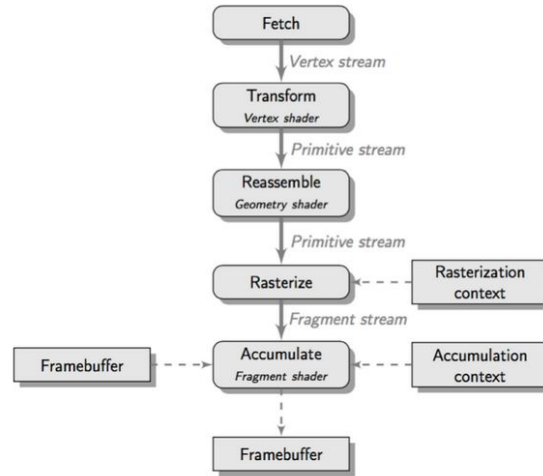 Fetch
Vertex stream
Transform
Vertex shader
Primitive stream
Reassemble
Geometry shader
Primitive stream
Rasterize
Rasterization
context
Fragment stream
Framebuffer
Accumulate
Fragment shader
Accumulation
context
Framebuffer